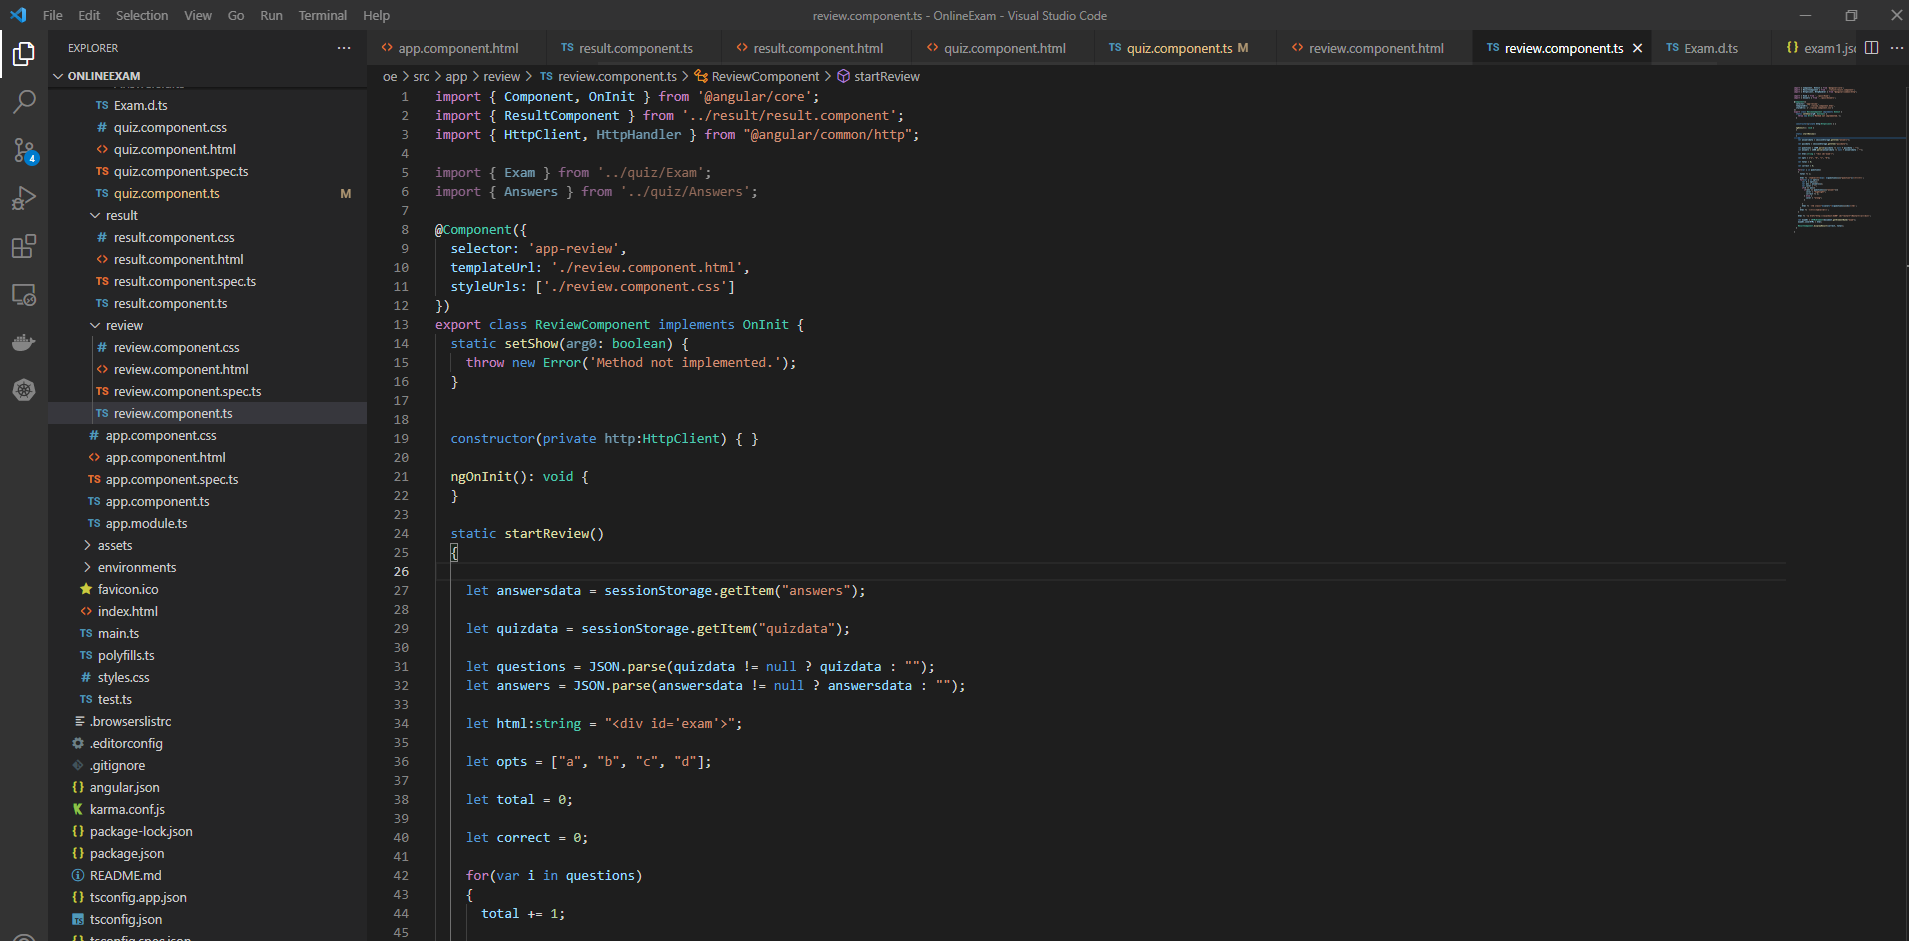 File Edit Selection View Go Run Terminal Help
review.component.ts - OnlineExam - Visual Studio Code
EXPLORER
ONLINEEXAM
TS Exam.d.ts
# quiz.component.css
<> quiz.component.html
TS quiz.component.spec.ts
TS quiz.component.ts M
result
# result.component.css
<> result.component.html
TS result.component.spec.ts
TS result.component.ts
review
# review.component.css
<> review.component.html
TS review.component.spec.ts
TS review.component.ts
# app.component.css
<> app.component.html
TS app.component.spec.ts
TS app.component.ts
TS app.module.ts
assets
environments
favicon.ico
<> index.html
TS main.ts
TS polyfills.ts
# styles.css
TS test.ts
.browserslistrc
.editorconfig
.gitignore
{} angular.json
K karma.conf.js
{} package-lock.json
{} package.json
README.md
{} tsconfig.app.json
TS tsconfig.json
{} tsconfig.spec.json
4
<> app.component.html
TS result.component.ts
<> result.component.html
<> quiz.component.html
TS quiz.component.ts M
<> review.component.html
TS review.component.ts
TS Exam.d.ts
{} exam1.jso
oe > src > app > review > TS review.component.ts > ReviewComponent > startReview
1 import { Component, OnInit } from '@angular/core';
2 import { ResultComponent } from '../result/result.component';
3 import { HttpClient, HttpHandler } from "@angular/common/http";
4
5 import { Exam } from '../quiz/Exam';
6 import { Answers } from '../quiz/Answers';
7
8 @Component({
9 selector: 'app-review',
10 templateUrl: './review.component.html',
11 styleUrls: ['./review.component.css']
12 })
13 export class ReviewComponent implements OnInit {
14 static setShow(arg0: boolean) {
15 throw new Error('Method not implemented.');
16 }
17
18
19 constructor(private http:HttpClient) { }
20
21 ngOnInit(): void {
22 }
23
24 static startReview()
25 {
26
27 let answersdata = sessionStorage.getItem("answers");
28
29 let quizdata = sessionStorage.getItem("quizdata");
30
31 let questions = JSON.parse(quizdata != null ? quizdata : "");
32 let answers = JSON.parse(answersdata != null ? answersdata : "");
33
34 let html:string = "<div id='exam'>";
35
36 let opts = ["a", "b", "c", "d"];
37
38 let total = 0;
39
40 let correct = 0;
41
42 for(var i in questions)
43 {
44 total += 1;
45